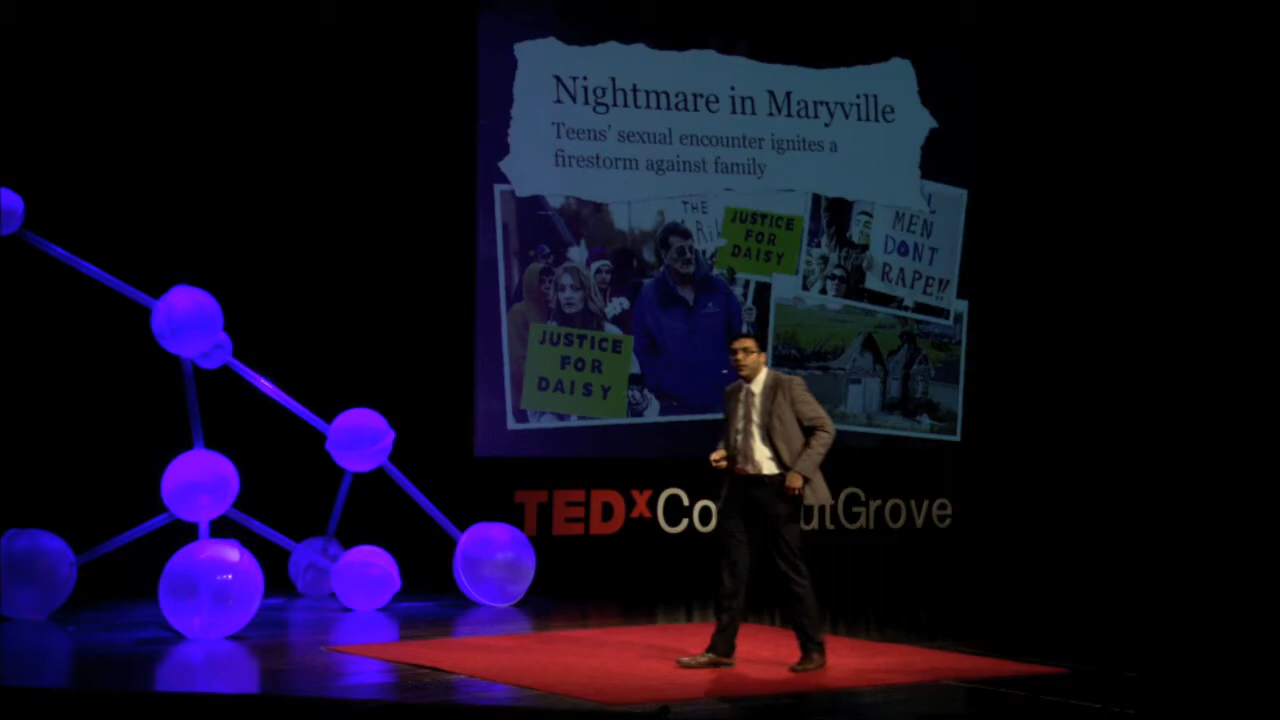 Nightmare in Maryville
Teens' sexual encounter ignites a
firestorm against family
THE
JUSTICE
FOR
DAISY
MEN
DONT
RAPE!!
JUSTICE
FOR
DAISY
TEDx